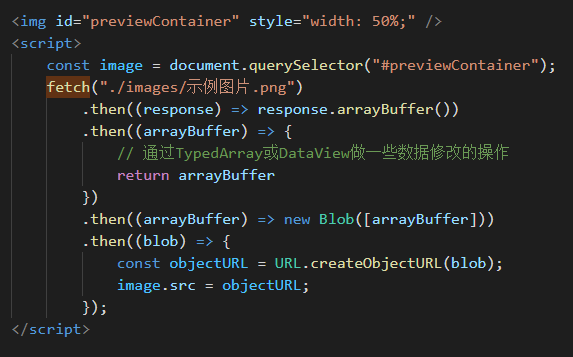 <img id="previewContainer" style="width: 50%;" />
<script>
    const image = document.querySelector("#previewContainer");
    fetch("./images/示例图片.png")
        .then((response) => response.arrayBuffer())
        .then((arrayBuffer) => {
            // 通过TypedArray或DataView做一些数据修改的操作
            return arrayBuffer
        })
        .then((arrayBuffer) => new Blob([arrayBuffer]))
        .then((blob) => {
            const objectURL = URL.createObjectURL(blob);
            image.src = objectURL;
        });
</script>